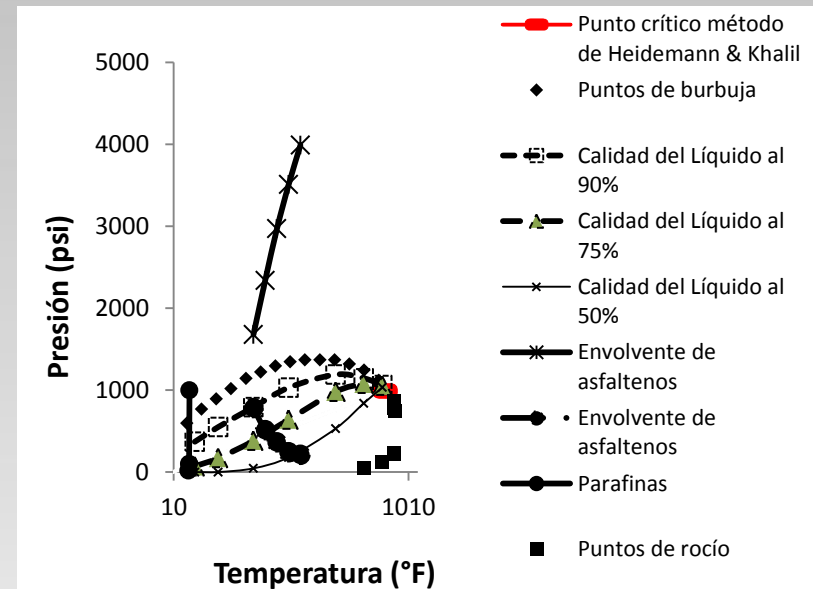 Punto crítico método
de Heidemann & Khalil
Puntos de burbuja
Calidad del Líquido al
90%
Calidad del Líquido al
75%
Calidad del Líquido al
50%
Envolvente de
asfaltenos
Envolvente de
asfaltenos
Parafinas
Puntos de rocío
5000
4000
3000
2000
1000
0
10
1010
Presión (psi)
Temperatura (°F)